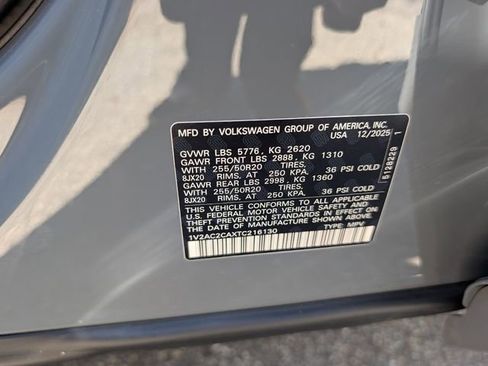 MFD BY VOLKSWAGEN GROUP OF AMERICA, INC.
USA 12/2025
GVWR LBS 5776, KG 2620
GAWR FRONT LBS 2888, KG 1310
WITH 255/50R20 TIRES,
8JX20 RIMS, AT 250 KPA, 36 PSI COLD
GAWR REAR LBS 2998, KG 1360
WITH 255/50R20 TIRES,
8JX20 RIMS, AT 250 KPA, 36 PSI COLD
THIS VEHICLE CONFORMS TO ALL APPLICABLE
U.S. FEDERAL MOTOR VEHICLE SAFETY AND
THEFT PREVENTION STANDARDS IN EFFECT ON THE
DATE OF MANUFACTURE SHOWN ABOVE.
1V2AC2CAXTC216130 TYPE: MPV
5128229 1